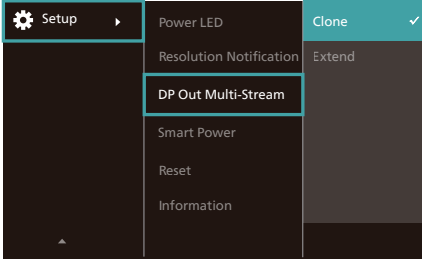 Setup
Power LED
Resolution Notification
DP Out Multi-Stream
Smart Power
Reset
Information
Clone
Extend